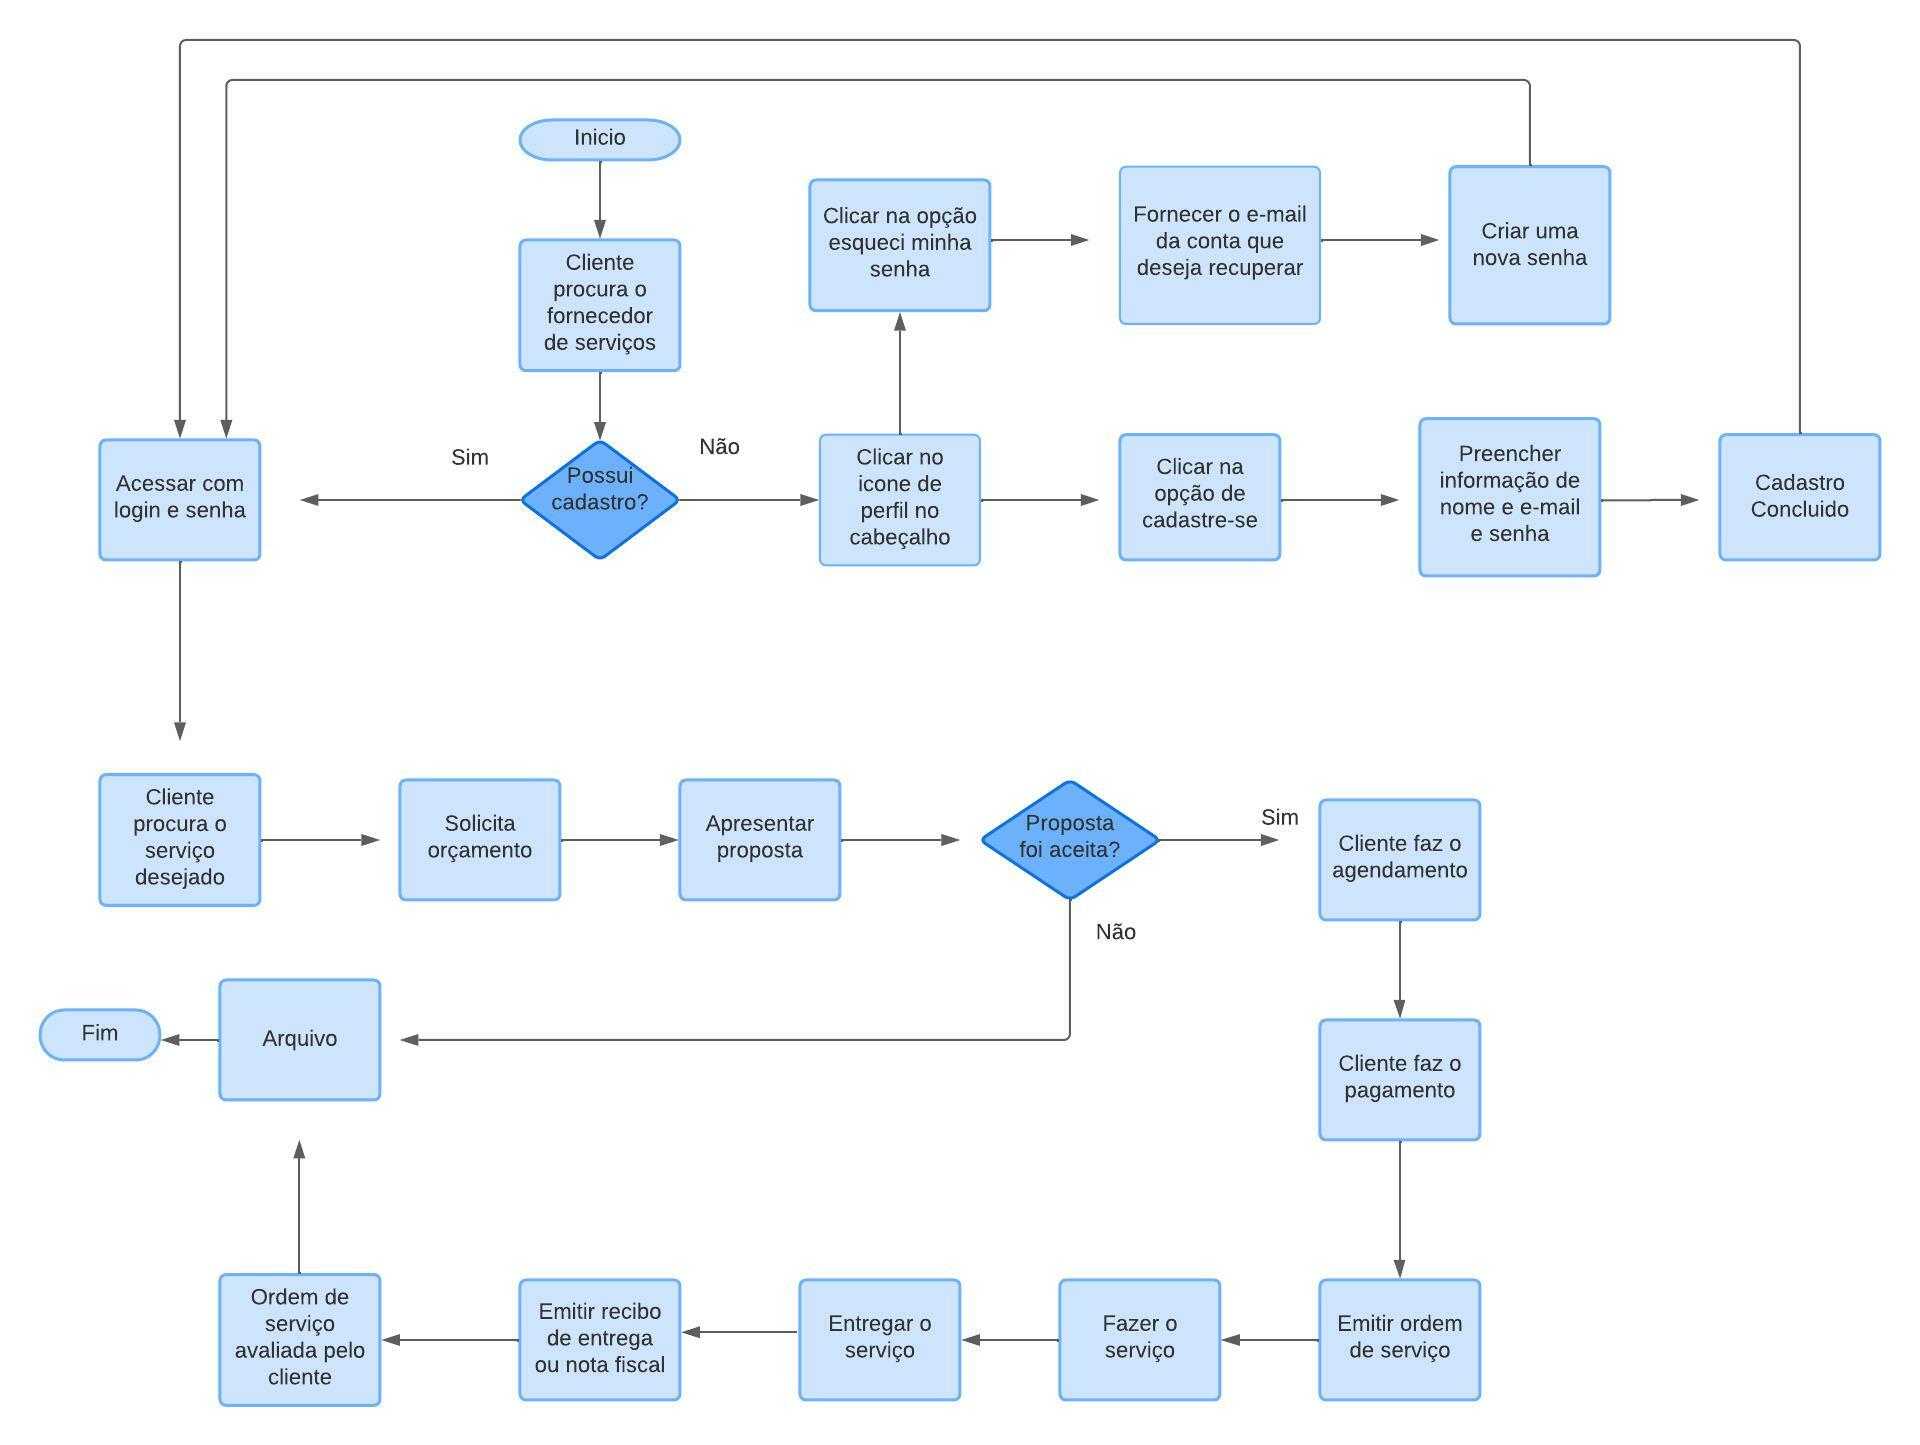 Inicio
Cliente
procura o
fornecedor
de serviços
Clicar na opção
esqueci minha
senha
Fornecer o e-mail
da conta que
deseja recuperar
Criar uma
nova senha
Acessar com
login e senha
Sim
Possui
cadastro?
Não
Clicar no
icone de
perfil no
cabeçalho
Clicar na
opção de
cadastre-se
Preencher
informação de
nome e e-mail
e senha
Cadastro
Concluido
Cliente
procura o
serviço
desejado
Solicita
orçamento
Apresentar
proposta
Proposta
foi aceita?
Sim
Cliente faz o
agendamento
Não
Fim
Arquivo
Cliente faz o
pagamento
Ordem de
serviço
avaliada pelo
cliente
Emitir recibo
de entrega
ou nota fiscal
Entregar o
serviço
Fazer o
serviço
Emitir ordem
de serviço